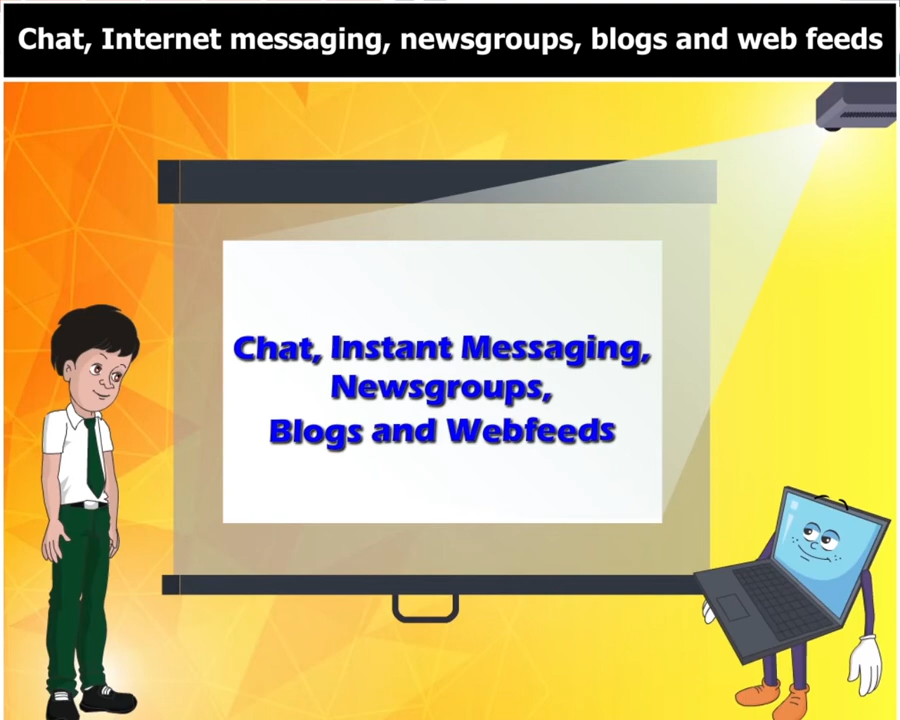 Chat, Internet messaging, newsgroups, blogs and web feeds
Chat, Instant Messaging,
Newsgroups,
Blogs and Webfeeds